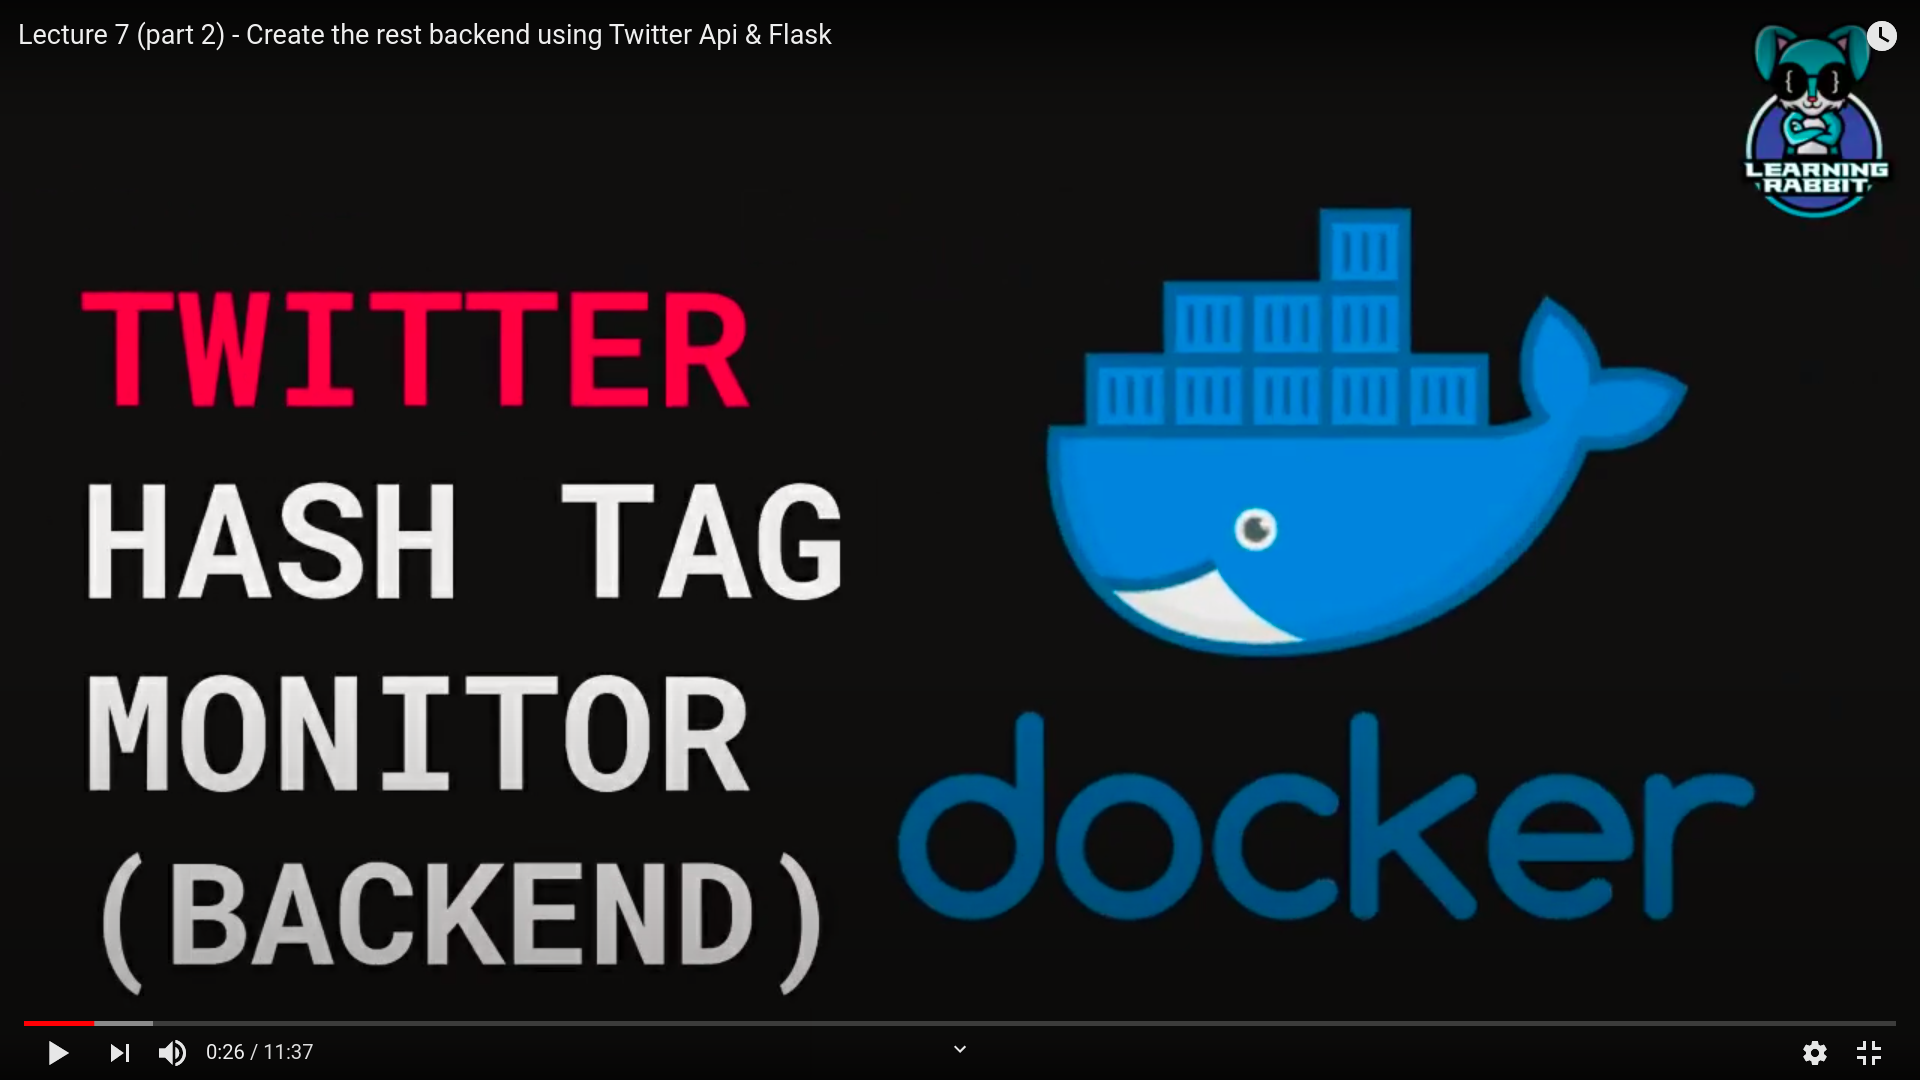 Lecture 7 (part 2) - Create the rest backend using Twitter Api & Flask
{ }
LEARNING
RABBIT
TWITTER
HASH TAG
MONITOR
(BACKEND)
docker
0:26 / 11:37